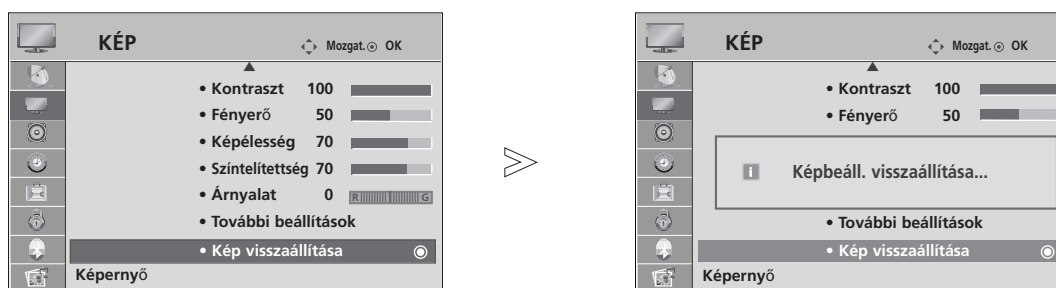 KÉP
Mozgat. OK
• Kontraszt 100
• Fényerő 50
• Képélesség 70
• Színtelítettség 70
• Árnyalat 0 R G
• További beállítások
• Kép visszaállítása
Képernyő
KÉP
Mozgat. OK
• Kontraszt 100
• Fényerő 50
i Képbeáll. visszaállítása...
• További beállítások
• Kép visszaállítása
Képernyő